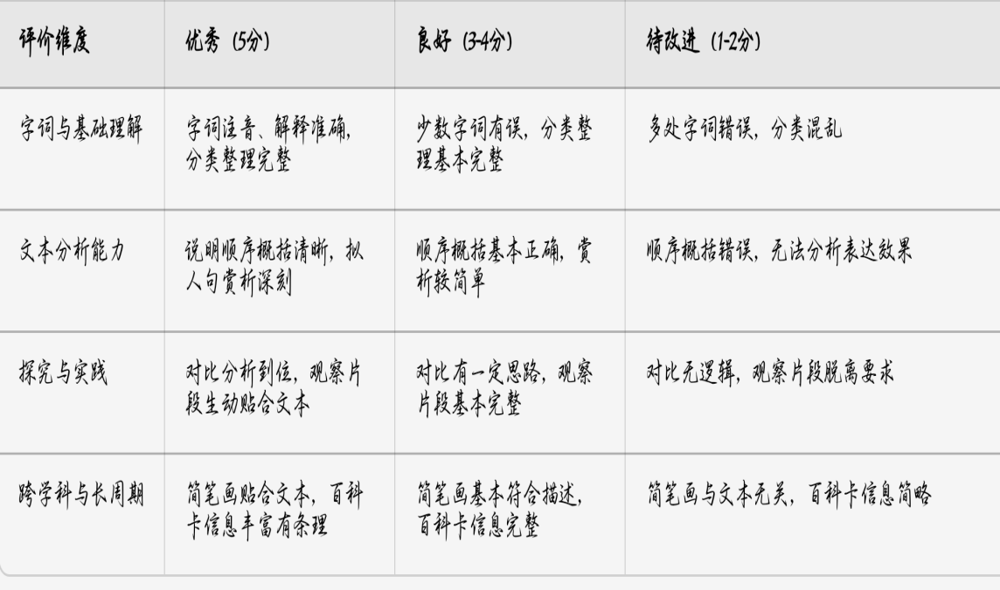 评价维度 优秀（5分） 良好（3-4分） 待改进（1-2分）
字词与基础理解 字词注音、解释准确， 少数字词有误，分类整 多处字词错误，分类混乱
分类整理完整 理基本完整
文本分析能力 说明顺序概括清晰，拟 顺序概括基本正确，赏 顺序概括错误，无法分析表达效果
人句赏析深刻 析较简单
探究与实践 对比分析到位，观察片 对比有一定思路，观察 对比无逻辑，观察片段脱离要求
段生动贴合文本 片段基本完整
跨学科与长周期 简笔画贴合文本，百科 简笔画基本符合描述， 简笔画与文本无关，百科卡信息简略
卡信息丰富有条理 百科卡信息完整